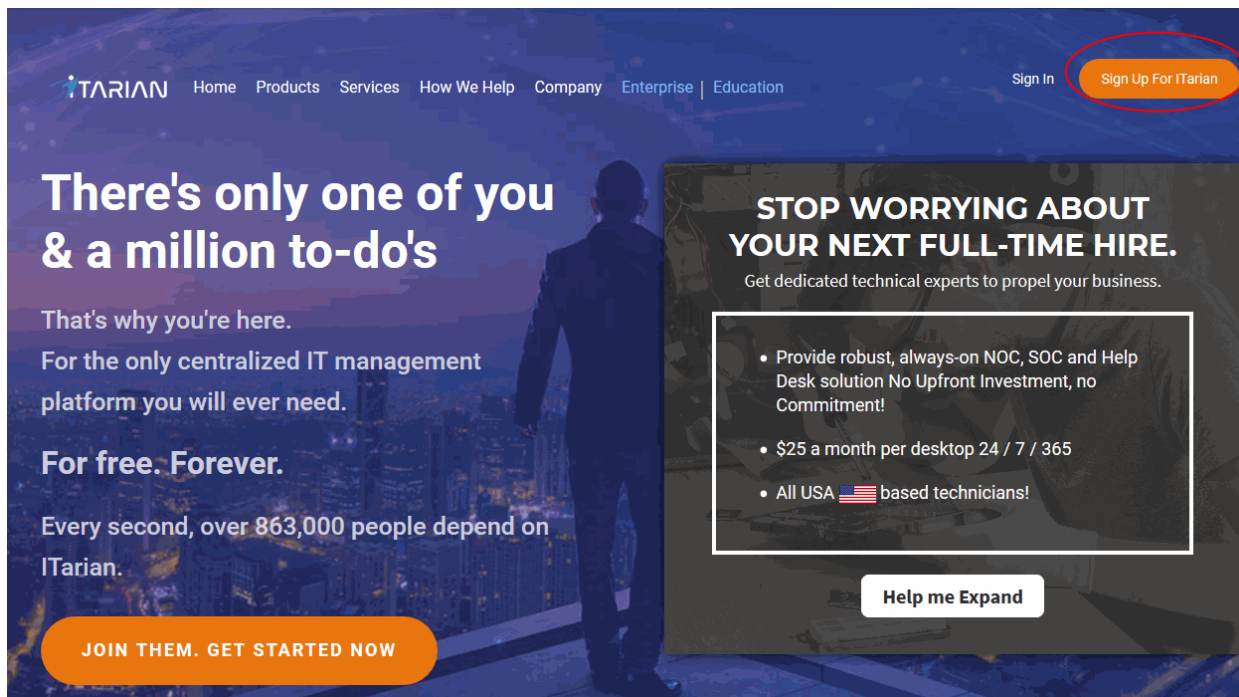 ITARIAN
Home Products Services How We Help Company Enterprise | Education
Sign In
Sign Up For ITarian
There's only one of you
& a million to-do's
That's why you're here.
For the only centralized IT management
platform you will ever need.
For free. Forever.
Every second, over 863,000 people depend on
ITarian.
JOIN THEM. GET STARTED NOW
STOP WORRYING ABOUT
YOUR NEXT FULL-TIME HIRE.
Get dedicated technical experts to propel your business.
• Provide robust, always-on NOC, SOC and Help
Desk solution No Upfront Investment, no
Commitment!
• $25 a month per desktop 24 / 7 / 365
• All USA based technicians!
Help me Expand